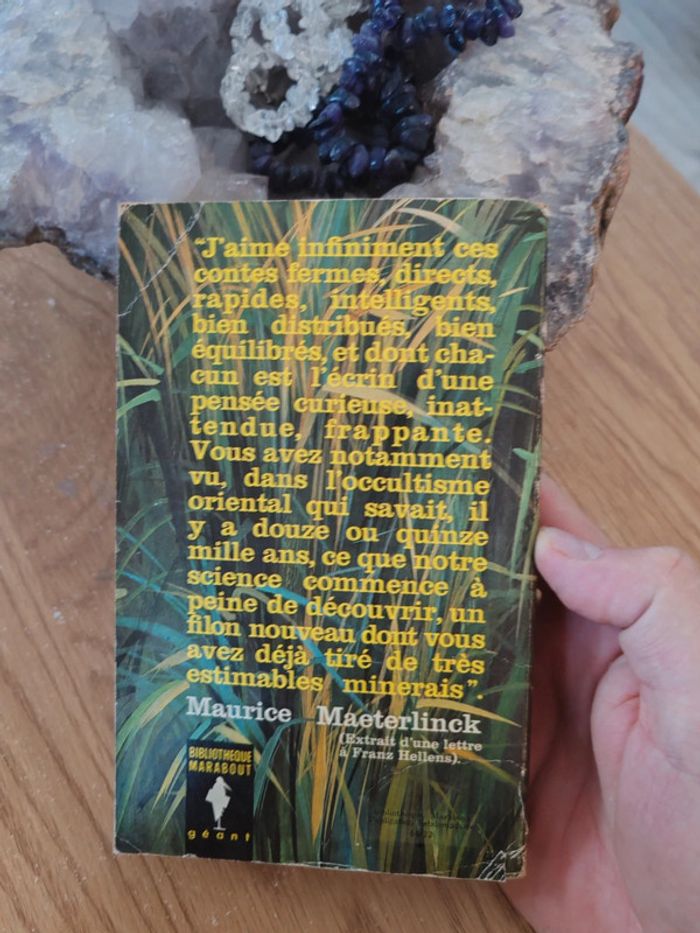 "J'aime infiniment ces
contes fermes, directs,
rapides, intelligents,
bien distribués, bien
équilibrés, et dont cha-
cun est l'écrin d'une
pensée curieuse, inat-
tendue, frappante.
Vous avez notamment
vu, dans l'occultisme
oriental qui savait, il
y a douze ou quinze
mille ans, ce que notre
science commence à
peine de découvrir, un
filon nouveau dont vous
avez déjà tiré de très
estimables minerais".
Maurice Maeterlinck
(Extrait d'une lettre
à Franz Hellens).
BIBLIOTHEQUE
MARABOUT
géant